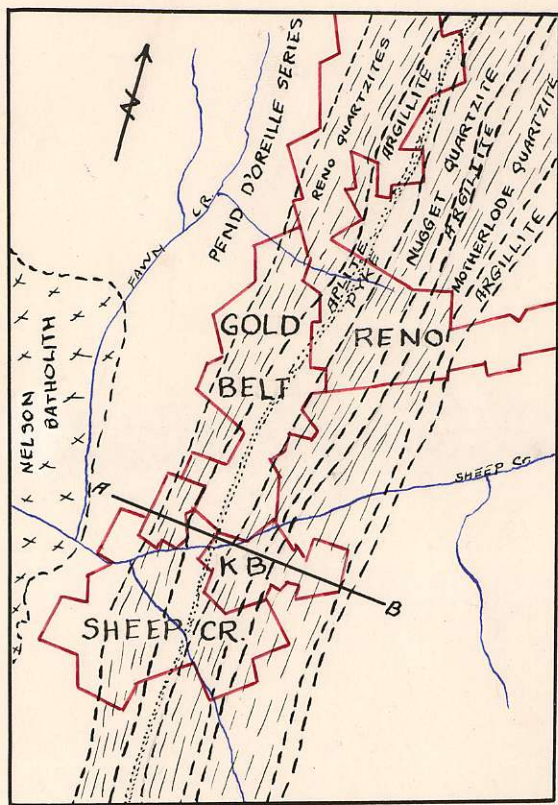 N
PEND D'OREILLE SERIES
RENO QUARTZITES
ARGILLITE
NUGGET QUARTZITE
ARGILLITE
MOTHERLODE QUARTZITE
ARGILLITE
FAWN CR.
APLITE
DYKE
GOLD
BELT
RENO
NELSON
BATHOLITH
SHEEP Cr.
A
KB
B
SHEEP CR.